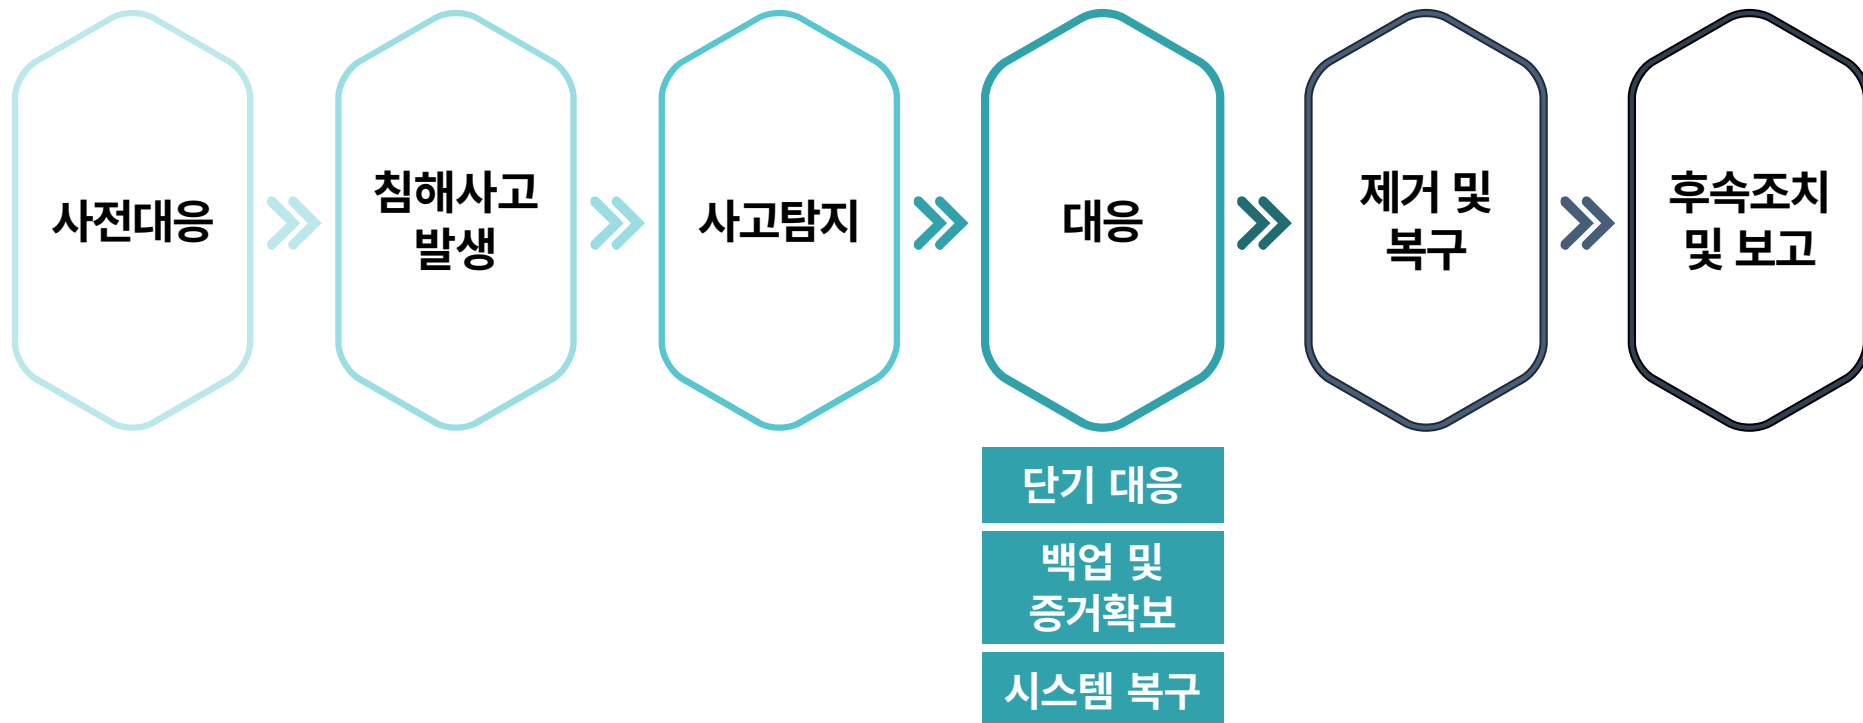 사전대응
침해사고
발생
사고탐지
대응
제거 및
복구
후속조치
및 보고
단기 대응
백업 및
증거확보
시스템 복구